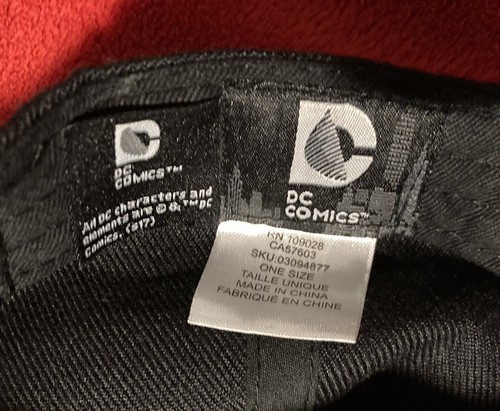 DC
COMICS™
All DC characters and
elements are © & ™ DC
Comics. (s17)
DC
COMICS™
RN 109028
CA57603
SKU:03094877
ONE SIZE
TAILLE UNIQUE
MADE IN CHINA
FABRIQUÉ EN CHINE